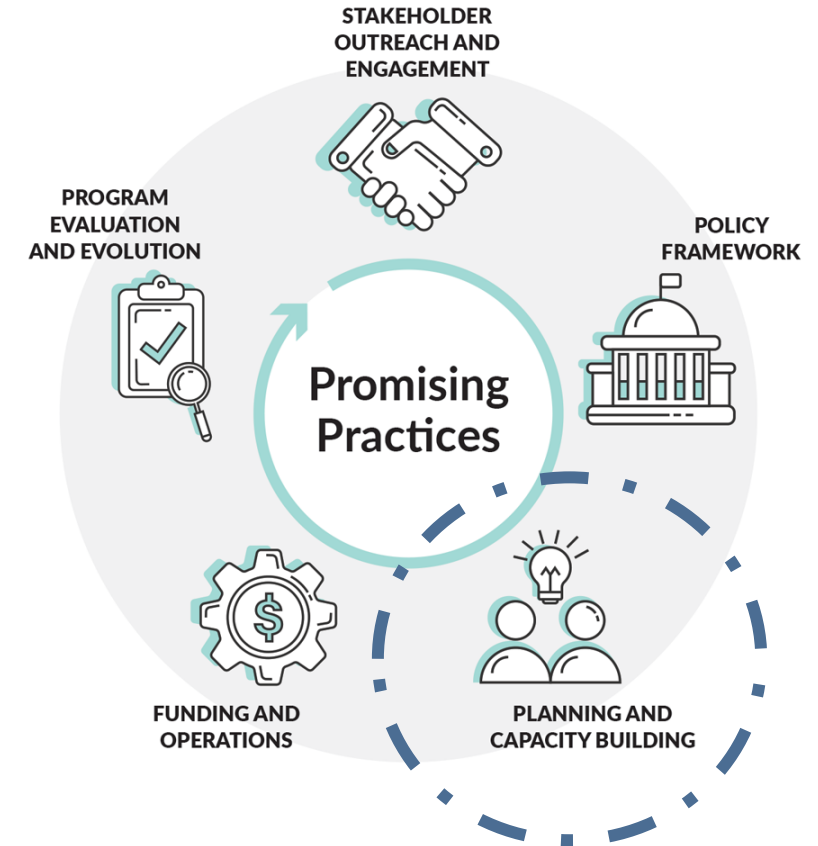 STAKEHOLDER
OUTREACH AND
ENGAGEMENT
PROGRAM
EVALUATION
AND EVOLUTION
POLICY
FRAMEWORK
Promising
Practices
$
FUNDING AND
OPERATIONS
PLANNING AND
CAPACITY BUILDING